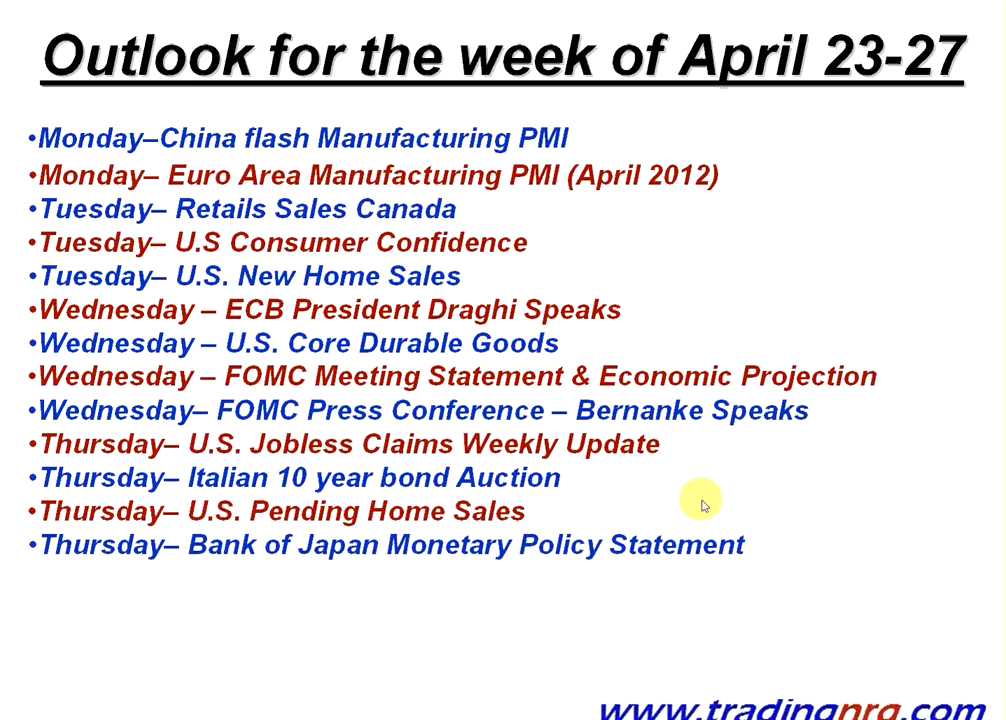 Outlook for the week of April 23-27
•Monday–China flash Manufacturing PMI
•Monday– Euro Area Manufacturing PMI (April 2012)
•Tuesday– Retails Sales Canada
•Tuesday– U.S Consumer Confidence
•Tuesday– U.S. New Home Sales
•Wednesday – ECB President Draghi Speaks
•Wednesday – U.S. Core Durable Goods
•Wednesday – FOMC Meeting Statement & Economic Projection
•Wednesday– FOMC Press Conference – Bernanke Speaks
•Thursday– U.S. Jobless Claims Weekly Update
•Thursday– Italian 10 year bond Auction
•Thursday– U.S. Pending Home Sales
•Thursday– Bank of Japan Monetary Policy Statement
www.tradingnrg.com